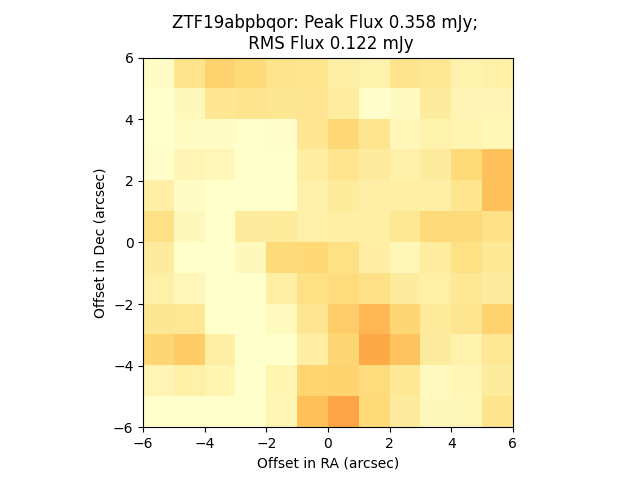 ZTF19abpbqor: Peak Flux 0.358 mJy;
RMS Flux 0.122 mJy
6
4
2
0
−2
−4
−6
Offset in Dec (arcsec)
−6 −4 −2 0 2 4 6
Offset in RA (arcsec)